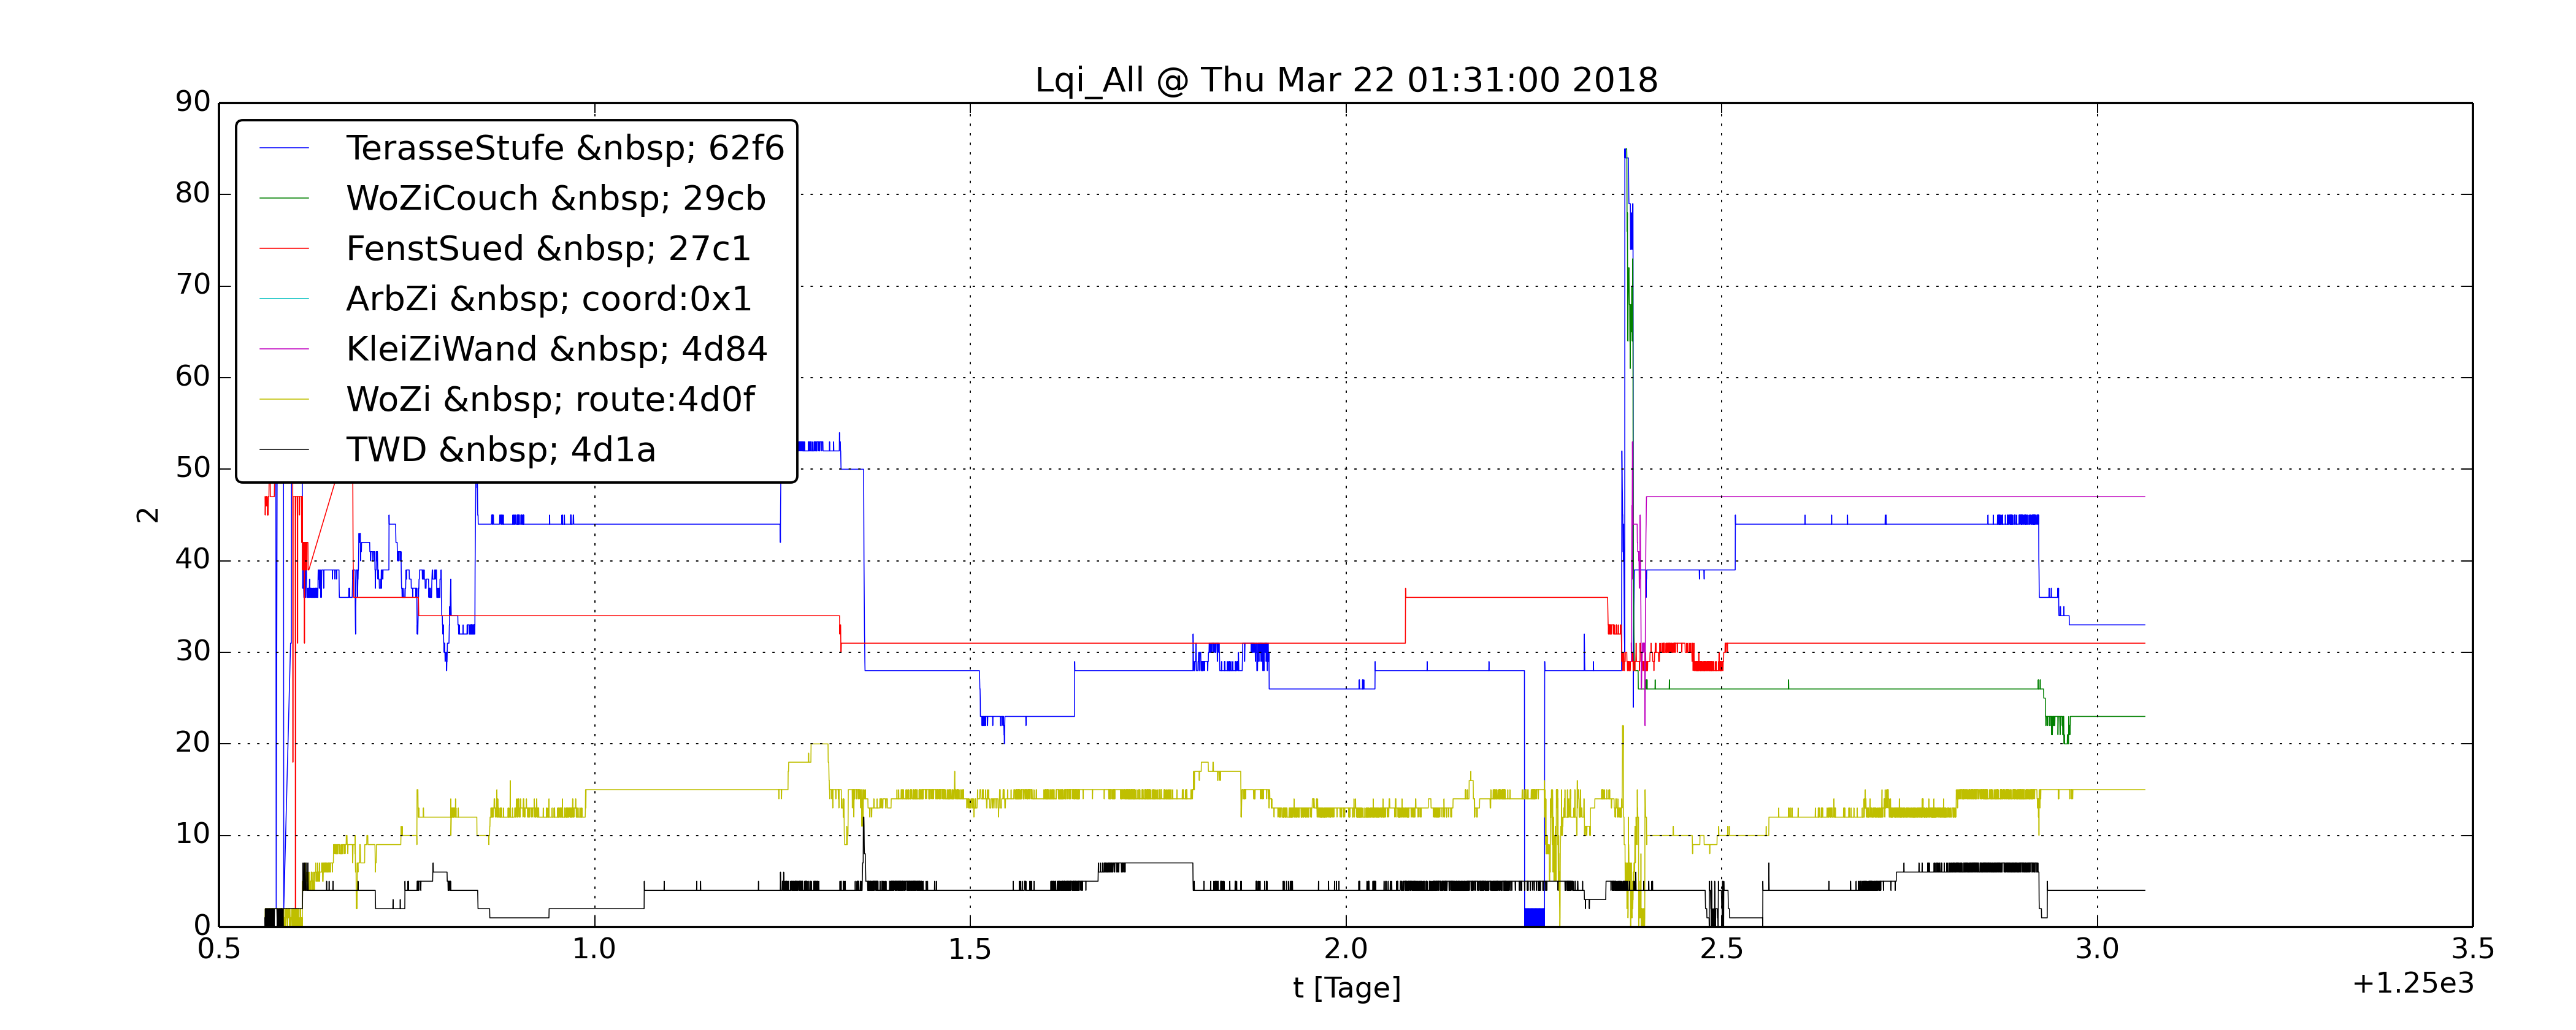 Lqi_All @ Thu Mar 22 01:31:00 2018
90
80
70
60
50
40
30
20
10
0
2
TerasseStufe &nbsp; 62f6
WoZiCouch &nbsp; 29cb
FenstSued &nbsp; 27c1
ArbZi &nbsp; coord:0x1
KleiZiWand &nbsp; 4d84
WoZi &nbsp; route:4d0f
TWD &nbsp; 4d1a
0.5 1.0 1.5 2.0 2.5 3.0 3.5
t [Tage]
+1.25e3